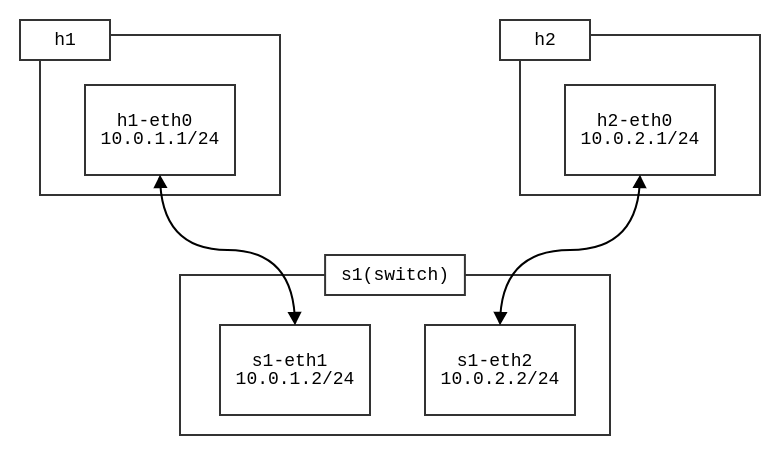 h1
h2
h1-eth0
10.0.1.1/24
h2-eth0
10.0.2.1/24
s1(switch)
s1-eth1
10.0.1.2/24
s1-eth2
10.0.2.2/24